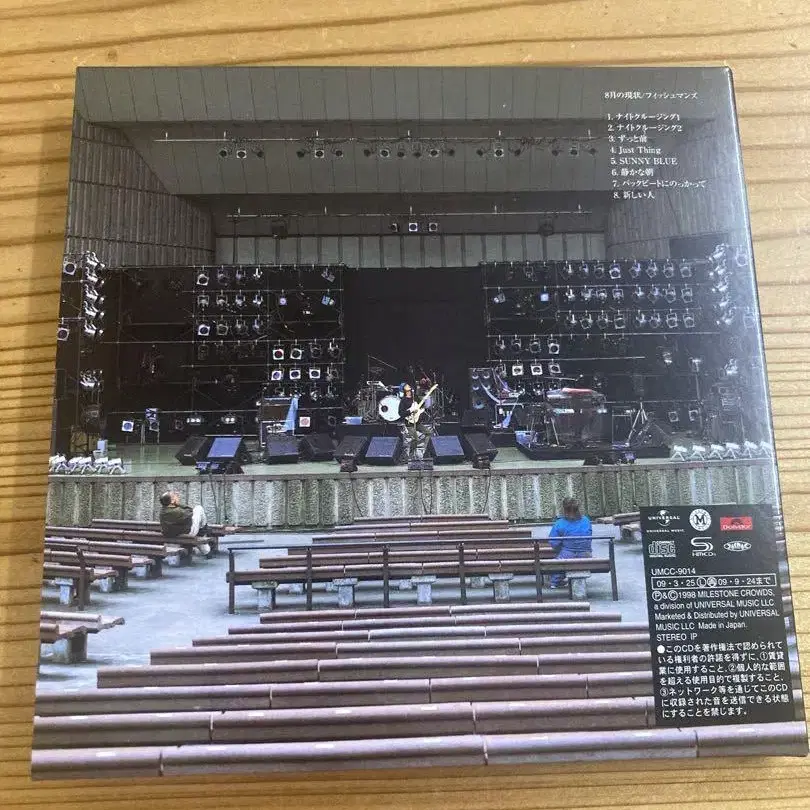 8月の現状/フィッシュマンズ
1. ナイトクルージング1
2. ナイトクルージング2
3. ずっと前
4. Just Thing
5. SUNNY BLUE
6. 静かな朝
7. バックビートにのっかって
8. 新しい人
UNIVERSAL
UNIVERSAL MUSIC
M
Polydor
disc
SHM-CD
UMCC-9014
09・3・25 Ⓛ 09・9・24まで
Ⓟ&Ⓒ1998 MILESTONE CROWDS,
a division of UNIVERSAL MUSIC LLC
Marketed & Distributed by UNIVERSAL
MUSIC LLC Made in Japan.
STEREO IP
●このCDを著作権法で認められて
いる権利者の許諾を得ずに、①賃貸
業に使用すること、②個人的な範囲
を超える使用目的で複製すること、
③ネットワーク等を通じてこのCD
に収録された音を送信できる状態
にすることを禁じます。